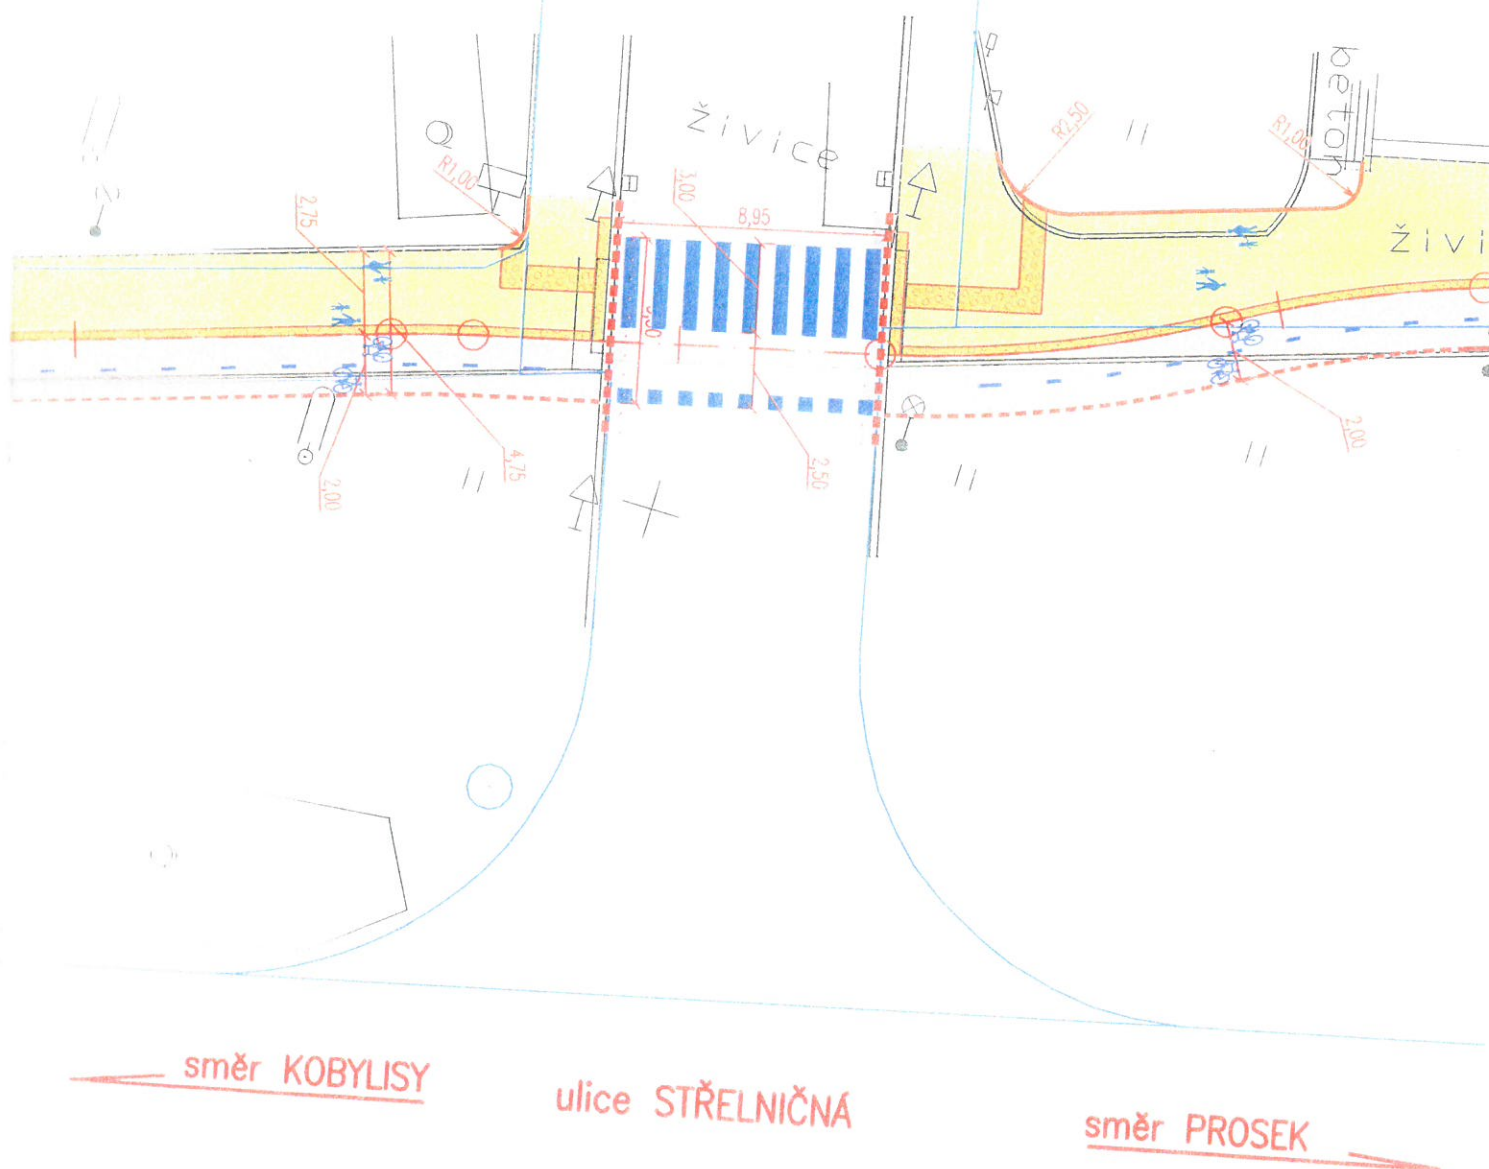 beton
živice
R2,50
R1,00
R1,00
3,00
2,75
8,95
živi
4,75
2,50
2,00
2,00
směr KOBYLISY
ulice STŘELNIČNÁ
směr PROSEK